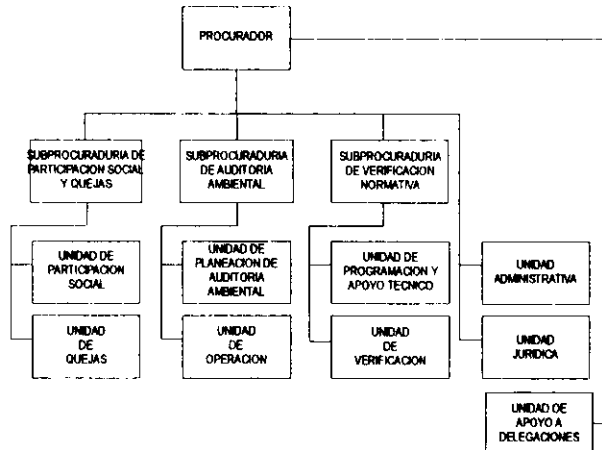 PROCURADOR
SUBPROCURADURIA DE
PARTICIPACION SOCIAL
Y QUEJAS
SUBPROCURADURIA
DE AUDITORIA
AMBIENTAL
SUBPROCURADURIA
DE VERIFICACION
NORMATIVA
UNIDAD DE
PARTICIPACION
SOCIAL
UNIDAD DE
PLANEACION DE
AUDITORIA
AMBIENTAL
UNIDAD DE
PROGRAMACION Y
APOYO TECNICO
UNIDAD
ADMINISTRATIVA
UNIDAD
DE
QUEJAS
UNIDAD
DE
OPERACION
UNIDAD
DE
VERIFICACION
UNIDAD
JURIDICA
UNIDAD DE
APOYO A
DELEGACIONES